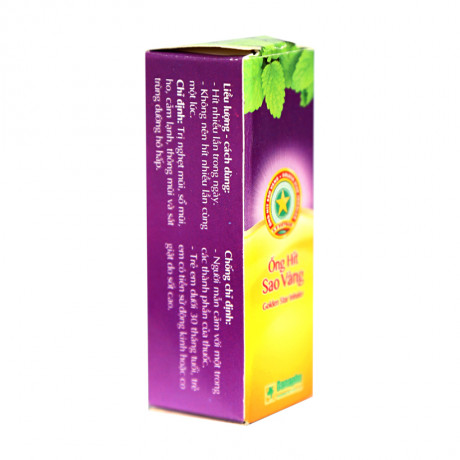 Liều lượng - cách dùng:
- Hít nhiều lần trong ngày.
- Không nên hít nhiều lần cùng
một lúc.
Chỉ định: Trị nghẹt mũi, sổ mũi,
ho, cảm lạnh, thông mũi và sát
trùng đường hô hấp.
Chống chỉ định:
- Người mẫn cảm với một trong
các thành phần của thuốc.
- Trẻ em dưới 30 tháng tuổi, trẻ
em có tiền sử động kinh hoặc co
giật do sốt cao.
Ống Hít
Sao Vàng
Golden Star Inhaler
Danapha